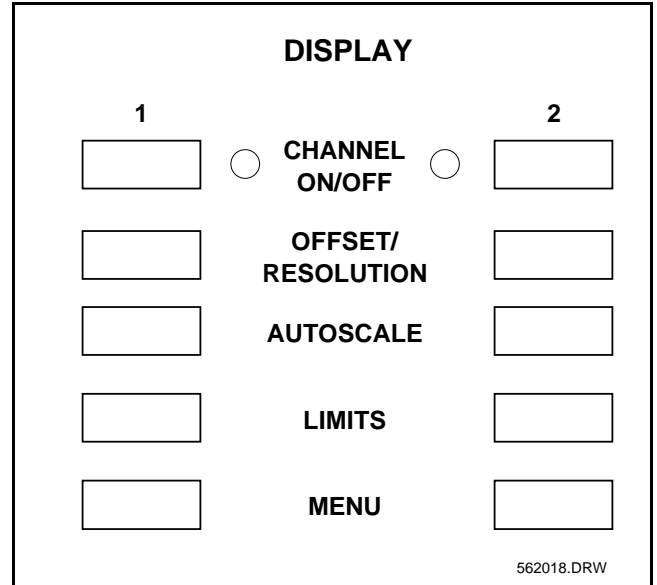 DISPLAY
1
2
CHANNEL
ON/OFF
OFFSET/
RESOLUTION
AUTOSCALE
LIMITS
MENU
562018.DRW